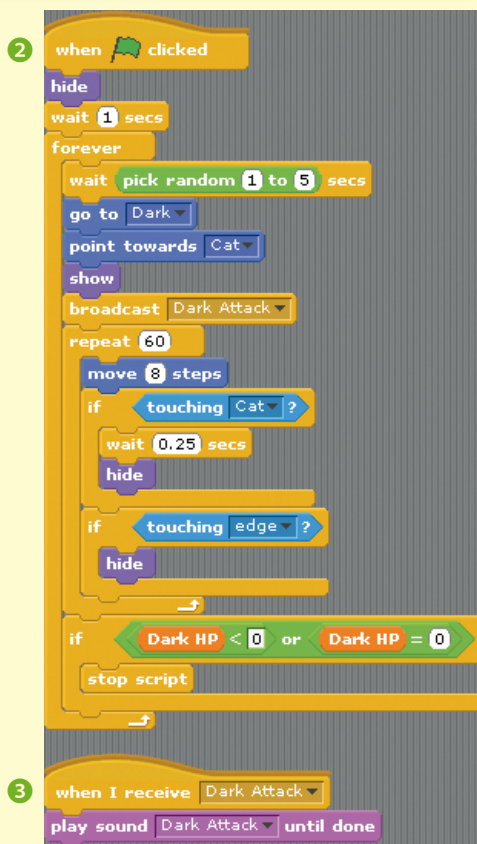 2 when clicked
hide
wait 1 secs
forever
wait pick random 1 to 5 secs
go to Dark
point towards Cat
show
broadcast Dark Attack
repeat 60
move 8 steps
if touching Cat ?
wait 0.25 secs
hide
if touching edge ?
hide
if Dark HP < 0 or Dark HP = 0
stop script
3 when I receive Dark Attack
play sound Dark Attack until done